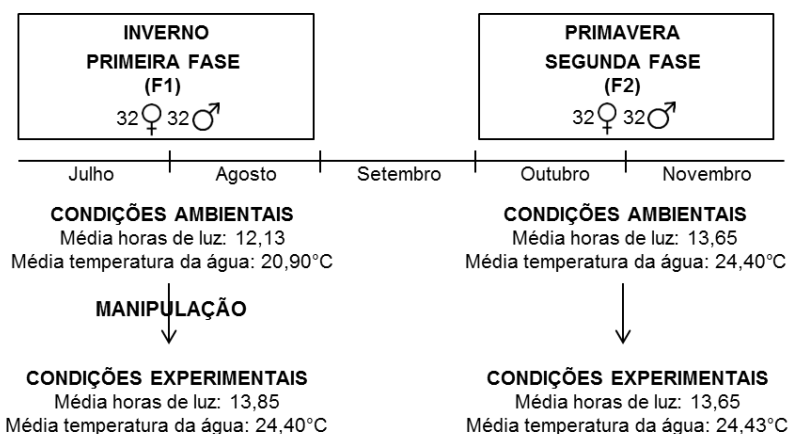 INVERNO
PRIMEIRA FASE
(F1)
32♀ 32♂
PRIMAVERA
SEGUNDA FASE
(F2)
32♀ 32♂
Julho Agosto Setembro Outubro Novembro
CONDIÇÕES AMBIENTAIS
Média horas de luz: 12,13
Média temperatura da água: 20,90°C
CONDIÇÕES AMBIENTAIS
Média horas de luz: 13,65
Média temperatura da água: 24,40°C
MANIPULAÇÃO
CONDIÇÕES EXPERIMENTAIS
Média horas de luz: 13,85
Média temperatura da água: 24,40°C
CONDIÇÕES EXPERIMENTAIS
Média horas de luz: 13,65
Média temperatura da água: 24,43°C